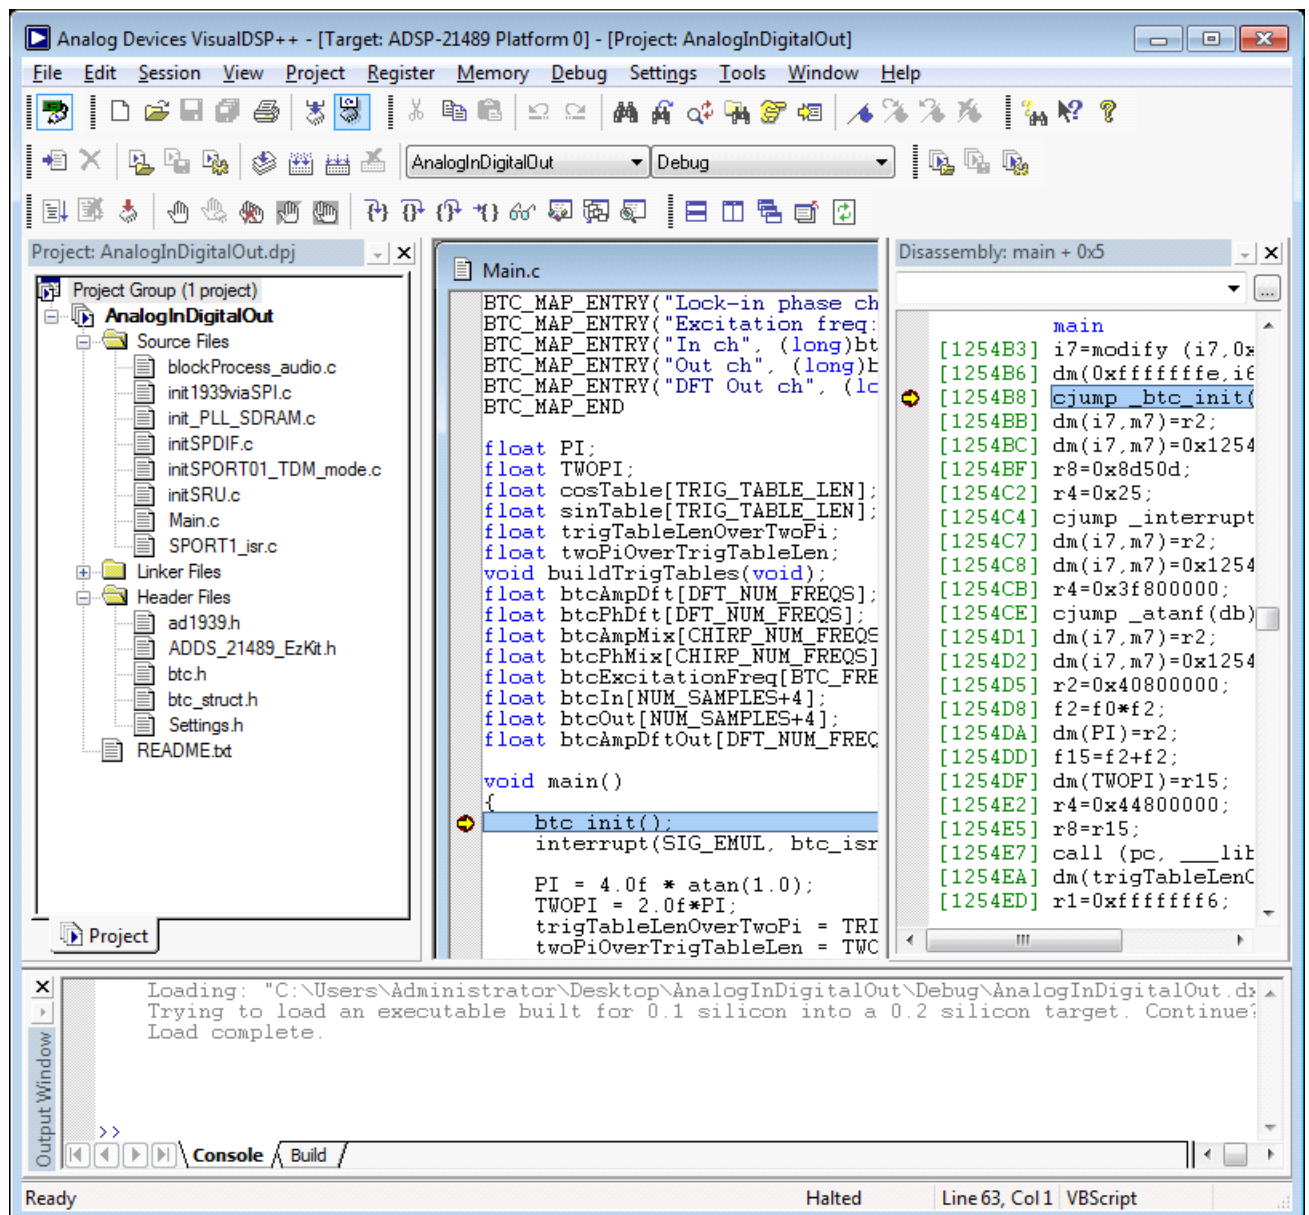 Analog Devices VisualDSP++ - [Target: ADSP-21489 Platform 0] - [Project: AnalogInDigitalOut]
File Edit Session View Project Register Memory Debug Settings Tools Window Help
AnalogInDigitalOut Debug
Project: AnalogInDigitalOut.dpj
Project Group (1 project)
AnalogInDigitalOut
Source Files
blockProcess_audio.c
init1939viaSPI.c
init_PLL_SDRAM.c
initSPDIF.c
initSPORT01_TDM_mode.c
initSRU.c
Main.c
SPORT1_isr.c
Linker Files
Header Files
ad1939.h
ADDS_21489_EzKit.h
btc.h
btc_struct.h
Settings.h
README.txt
Project
Main.c
BTC_MAP_ENTRY("Lock-in phase ch
BTC_MAP_ENTRY("Excitation freq:
BTC_MAP_ENTRY("In ch", (long)bt
BTC_MAP_ENTRY("Out ch", (long)b
BTC_MAP_ENTRY("DFT Out ch", (lo
BTC_MAP_END
float PI;
float TWOPI;
float cosTable[TRIG_TABLE_LEN];
float sinTable[TRIG_TABLE_LEN];
float trigTableLenOverTwoPi;
float twoPiOverTrigTableLen;
void buildTrigTables(void);
float btcAmpDft[DFT_NUM_FREQS];
float btcPhDft[DFT_NUM_FREQS];
float btcAmpMix[CHIRP_NUM_FREQS
float btcPhMix[CHIRP_NUM_FREQS]
float btcExcitationFreq[BTC_FRE
float btcIn[NUM_SAMPLES+4];
float btcOut[NUM_SAMPLES+4];
float btcAmpDftOut[DFT_NUM_FREQ
void main()
{
btc_init();
interrupt(SIG_EMUL, btc_isr
PI = 4.0f * atan(1.0);
TWOPI = 2.0f*PI;
trigTableLenOverTwoPi = TRI
twoPiOverTrigTableLen = TWO
Disassembly: main + 0x5
...
main
[1254B3] i7=modify (i7,0x
[1254B6] dm(0xfffffffe,i6
[1254B8] cjump _btc_init(
[1254BB] dm(i7,m7)=r2;
[1254BC] dm(i7,m7)=0x1254
[1254BF] r8=0x8d50d;
[1254C2] r4=0x25;
[1254C4] cjump _interrupt
[1254C7] dm(i7,m7)=r2;
[1254C8] dm(i7,m7)=0x1254
[1254CB] r4=0x3f800000;
[1254CE] cjump _atanf(db)
[1254D1] dm(i7,m7)=r2;
[1254D2] dm(i7,m7)=0x1254
[1254D5] r2=0x40800000;
[1254D8] f2=f0*f2;
[1254DA] dm(PI)=r2;
[1254DD] f15=f2+f2;
[1254DF] dm(TWOPI)=r15;
[1254E2] r4=0x44800000;
[1254E5] r8=r15;
[1254E7] call (pc, ___lib
[1254EA] dm(trigTableLenO
[1254ED] r1=0xfffffff6;
Output Window
Loading: "C:\Users\Administrator\Desktop\AnalogInDigitalOut\Debug\AnalogInDigitalOut.dx
Trying to load an executable built for 0.1 silicon into a 0.2 silicon target. Continue?
Load complete.
>>
Console Build
Ready Halted Line 63, Col 1 VBScript